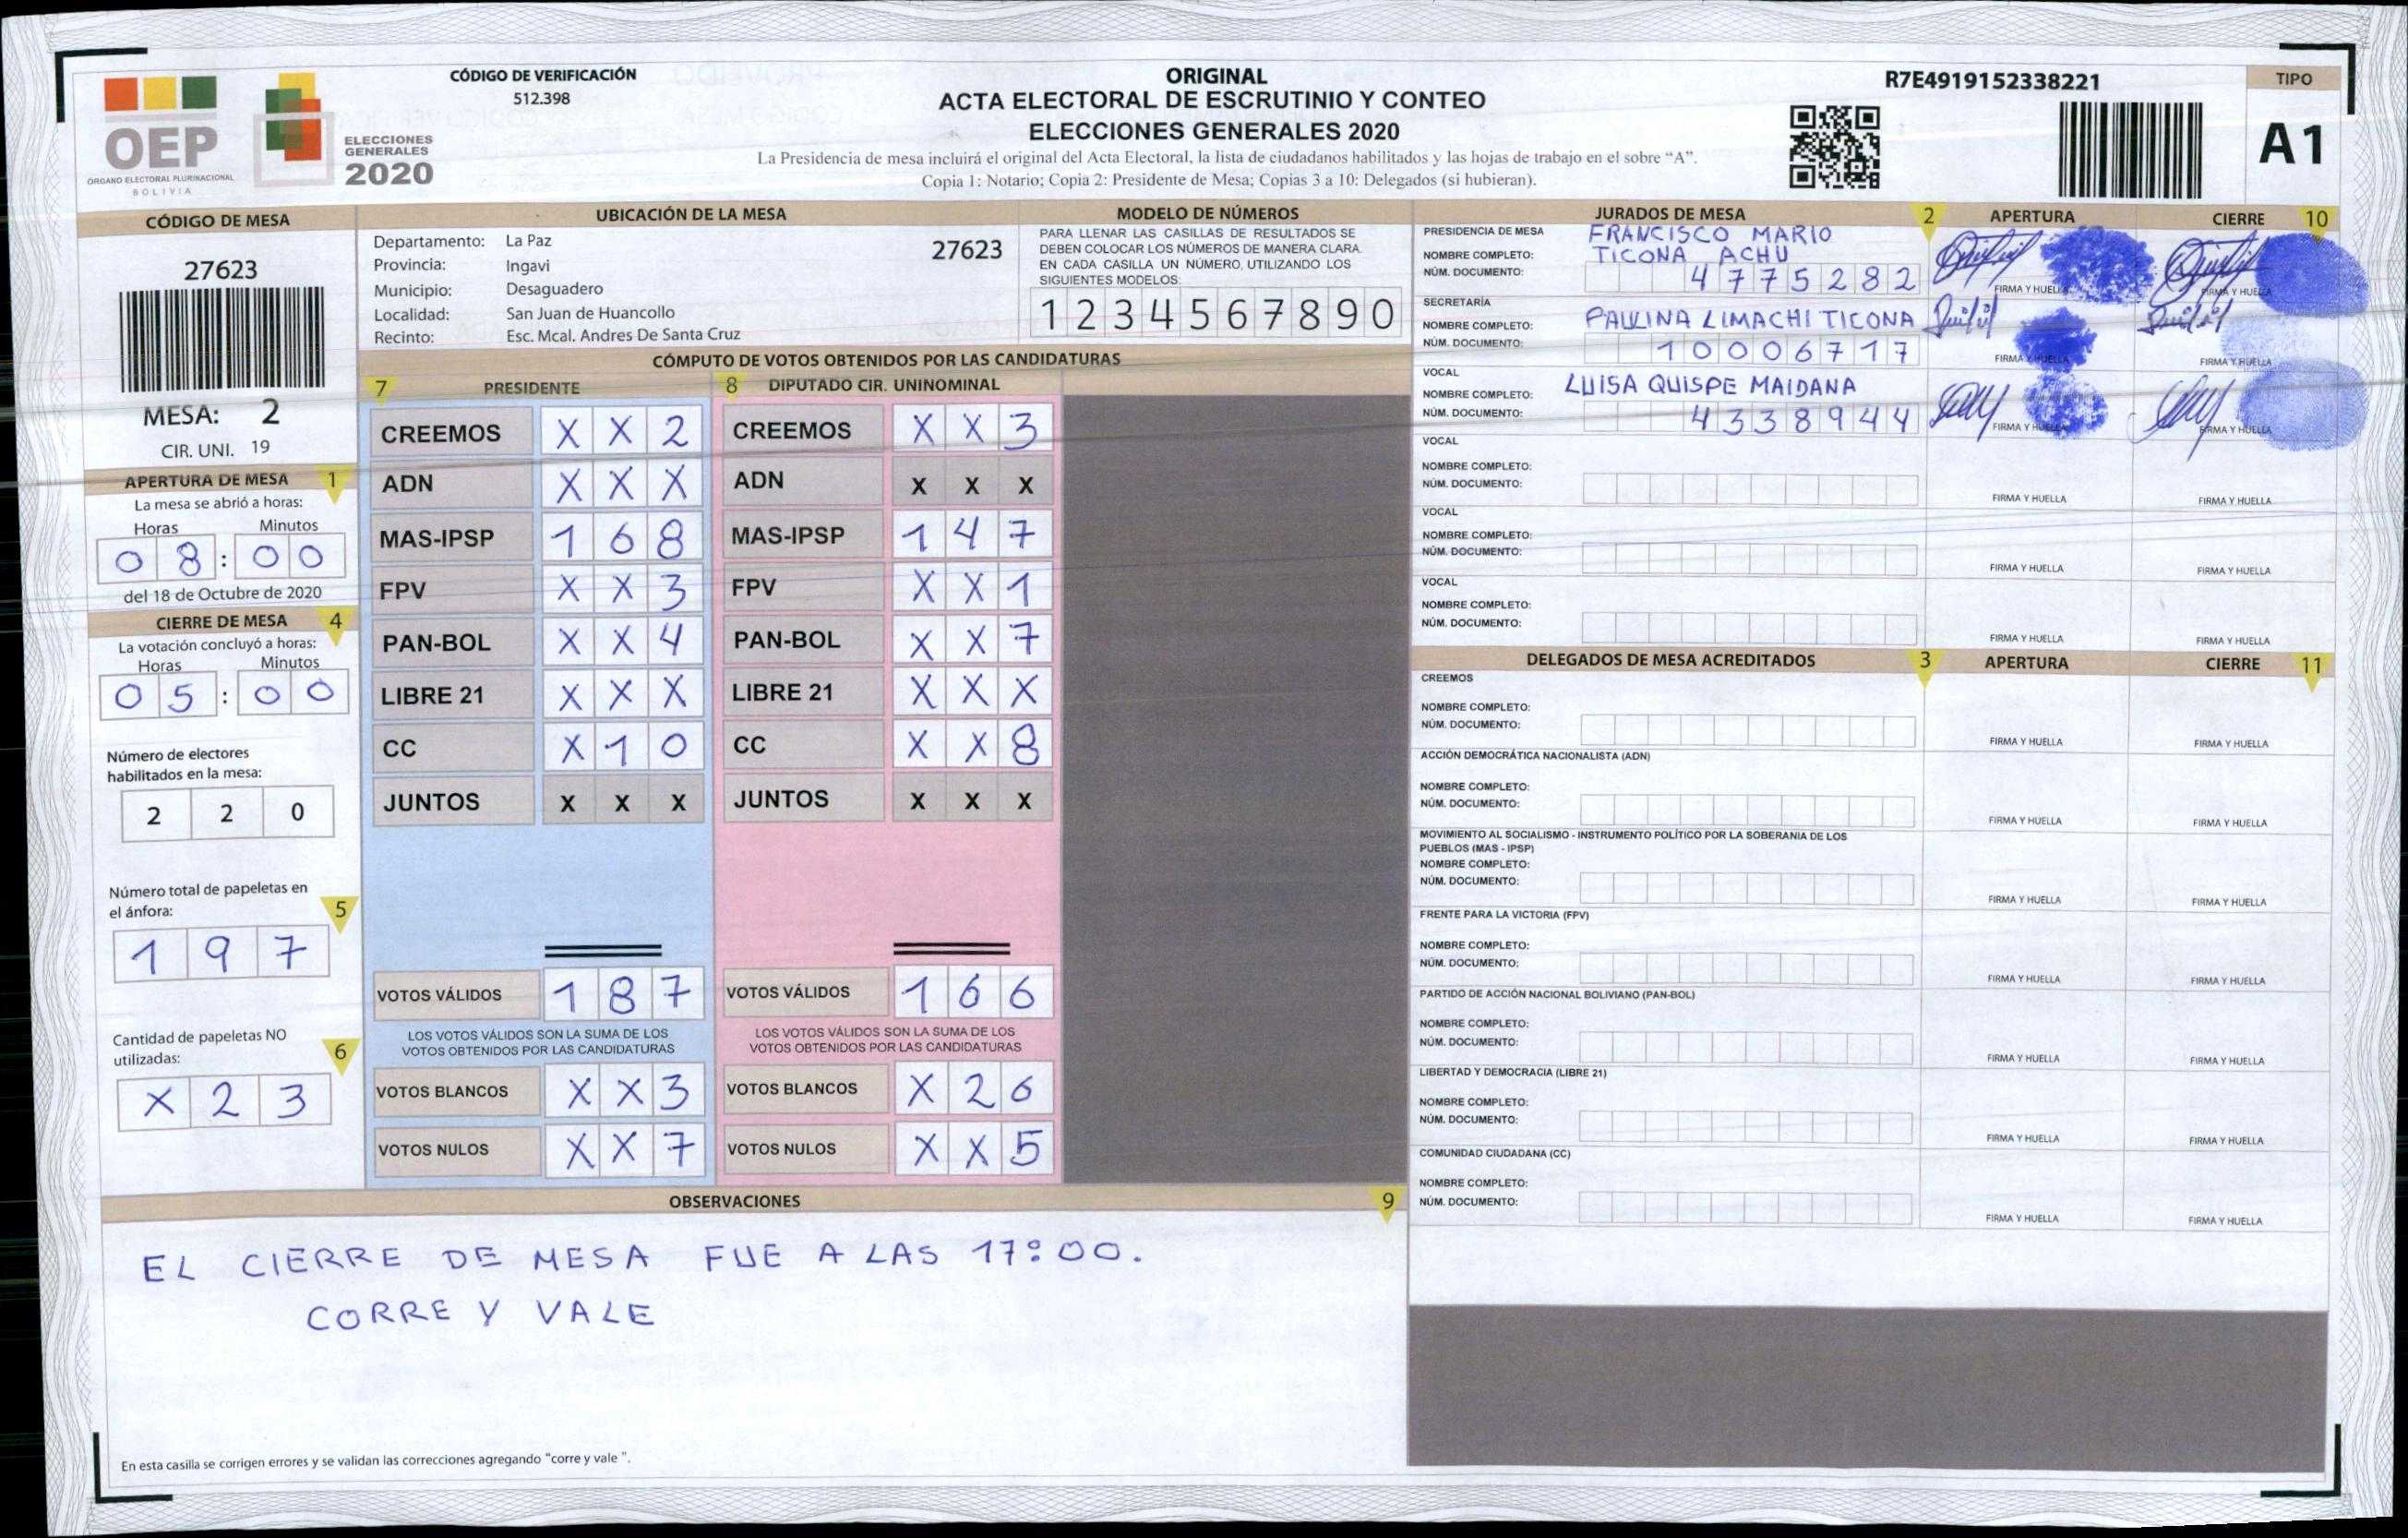 OEP
ÓRGANO ELECTORAL PLURINACIONAL
BOLIVIA
ELECCIONES
GENERALES
2020
CÓDIGO DE VERIFICACIÓN
512.398
ORIGINAL
ACTA ELECTORAL DE ESCRUTINIO Y CONTEO
ELECCIONES GENERALES 2020
La Presidencia de mesa incluirá el original del Acta Electoral, la lista de ciudadanos habilitados y las hojas de trabajo en el sobre “A”.
Copia 1: Notario; Copia 2: Presidente de Mesa; Copias 3 a 10: Delegados (si hubieran).
R7E4919152338221
TIPO
A1
CÓDIGO DE MESA
27623
MESA: 2
CIR. UNI. 19
APERTURA DE MESA 1
La mesa se abrió a horas:
Horas Minutos
0 8 : 0 0
del 18 de Octubre de 2020
CIERRE DE MESA 4
La votación concluyó a horas:
Horas Minutos
0 5 : 0 0
Número de electores
habilitados en la mesa:
2 2 0
Número total de papeletas en
el ánfora: 5
1 9 7
Cantidad de papeletas NO
utilizadas: 6
X 2 3
UBICACIÓN DE LA MESA
Departamento: La Paz 27623
Provincia: Ingavi
Municipio: Desaguadero
Localidad: San Juan de Huancollo
Recinto: Esc. Mcal. Andres De Santa Cruz
MODELO DE NÚMEROS
PARA LLENAR LAS CASILLAS DE RESULTADOS SE
DEBEN COLOCAR LOS NÚMEROS DE MANERA CLARA.
EN CADA CASILLA UN NÚMERO, UTILIZANDO LOS
SIGUIENTES MODELOS:
1 2 3 4 5 6 7 8 9 0
CÓMPUTO DE VOTOS OBTENIDOS POR LAS CANDIDATURAS
7 PRESIDENTE 8 DIPUTADO CIR. UNINOMINAL
CREEMOS X X 2 CREEMOS X X 3
ADN X X X ADN X X X
MAS-IPSP 1 6 8 MAS-IPSP 1 4 7
FPV X X 3 FPV X X 1
PAN-BOL X X 4 PAN-BOL X X 7
LIBRE 21 X X X LIBRE 21 X X X
CC X 1 0 CC X X 8
JUNTOS X X X JUNTOS X X X
VOTOS VÁLIDOS 1 8 7 VOTOS VÁLIDOS 1 6 6
LOS VOTOS VÁLIDOS SON LA SUMA DE LOS LOS VOTOS VÁLIDOS SON LA SUMA DE LOS
VOTOS OBTENIDOS POR LAS CANDIDATURAS VOTOS OBTENIDOS POR LAS CANDIDATURAS
VOTOS BLANCOS X X 3 VOTOS BLANCOS X 2 6
VOTOS NULOS X X 7 VOTOS NULOS X X 5
OBSERVACIONES 9
EL CIERRE DE MESA FUE A LAS 17:00.
CORRE Y VALE
En esta casilla se corrigen errores y se validan las correcciones agregando "corre y vale ".
JURADOS DE MESA 2 APERTURA CIERRE 10
PRESIDENCIA DE MESA FRANCISCO MARIO
NOMBRE COMPLETO: TICONA ACHU
NÚM. DOCUMENTO: 4 7 7 5 2 8 2 FIRMA Y HUELLA FIRMA Y HUELLA
SECRETARÍA
NOMBRE COMPLETO: PAULINA LIMACHI TICONA
NÚM. DOCUMENTO: 1 0 0 0 6 7 1 7 FIRMA Y HUELLA FIRMA Y HUELLA
VOCAL
NOMBRE COMPLETO: LUISA QUISPE MAIDANA
NÚM. DOCUMENTO: 4 3 3 8 9 4 4 FIRMA Y HUELLA FIRMA Y HUELLA
VOCAL
NOMBRE COMPLETO:
NÚM. DOCUMENTO: FIRMA Y HUELLA FIRMA Y HUELLA
VOCAL
NOMBRE COMPLETO:
NÚM. DOCUMENTO: FIRMA Y HUELLA FIRMA Y HUELLA
VOCAL
NOMBRE COMPLETO:
NÚM. DOCUMENTO: FIRMA Y HUELLA FIRMA Y HUELLA
DELEGADOS DE MESA ACREDITADOS 3 APERTURA CIERRE 11
CREEMOS
NOMBRE COMPLETO:
NÚM. DOCUMENTO: FIRMA Y HUELLA FIRMA Y HUELLA
ACCIÓN DEMOCRÁTICA NACIONALISTA (ADN)
NOMBRE COMPLETO:
NÚM. DOCUMENTO: FIRMA Y HUELLA FIRMA Y HUELLA
MOVIMIENTO AL SOCIALISMO - INSTRUMENTO POLÍTICO POR LA SOBERANIA DE LOS
PUEBLOS (MAS - IPSP)
NOMBRE COMPLETO:
NÚM. DOCUMENTO: FIRMA Y HUELLA FIRMA Y HUELLA
FRENTE PARA LA VICTORIA (FPV)
NOMBRE COMPLETO:
NÚM. DOCUMENTO: FIRMA Y HUELLA FIRMA Y HUELLA
PARTIDO DE ACCIÓN NACIONAL BOLIVIANO (PAN-BOL)
NOMBRE COMPLETO:
NÚM. DOCUMENTO: FIRMA Y HUELLA FIRMA Y HUELLA
LIBERTAD Y DEMOCRACIA (LIBRE 21)
NOMBRE COMPLETO:
NÚM. DOCUMENTO: FIRMA Y HUELLA FIRMA Y HUELLA
COMUNIDAD CIUDADANA (CC)
NOMBRE COMPLETO:
NÚM. DOCUMENTO: FIRMA Y HUELLA FIRMA Y HUELLA